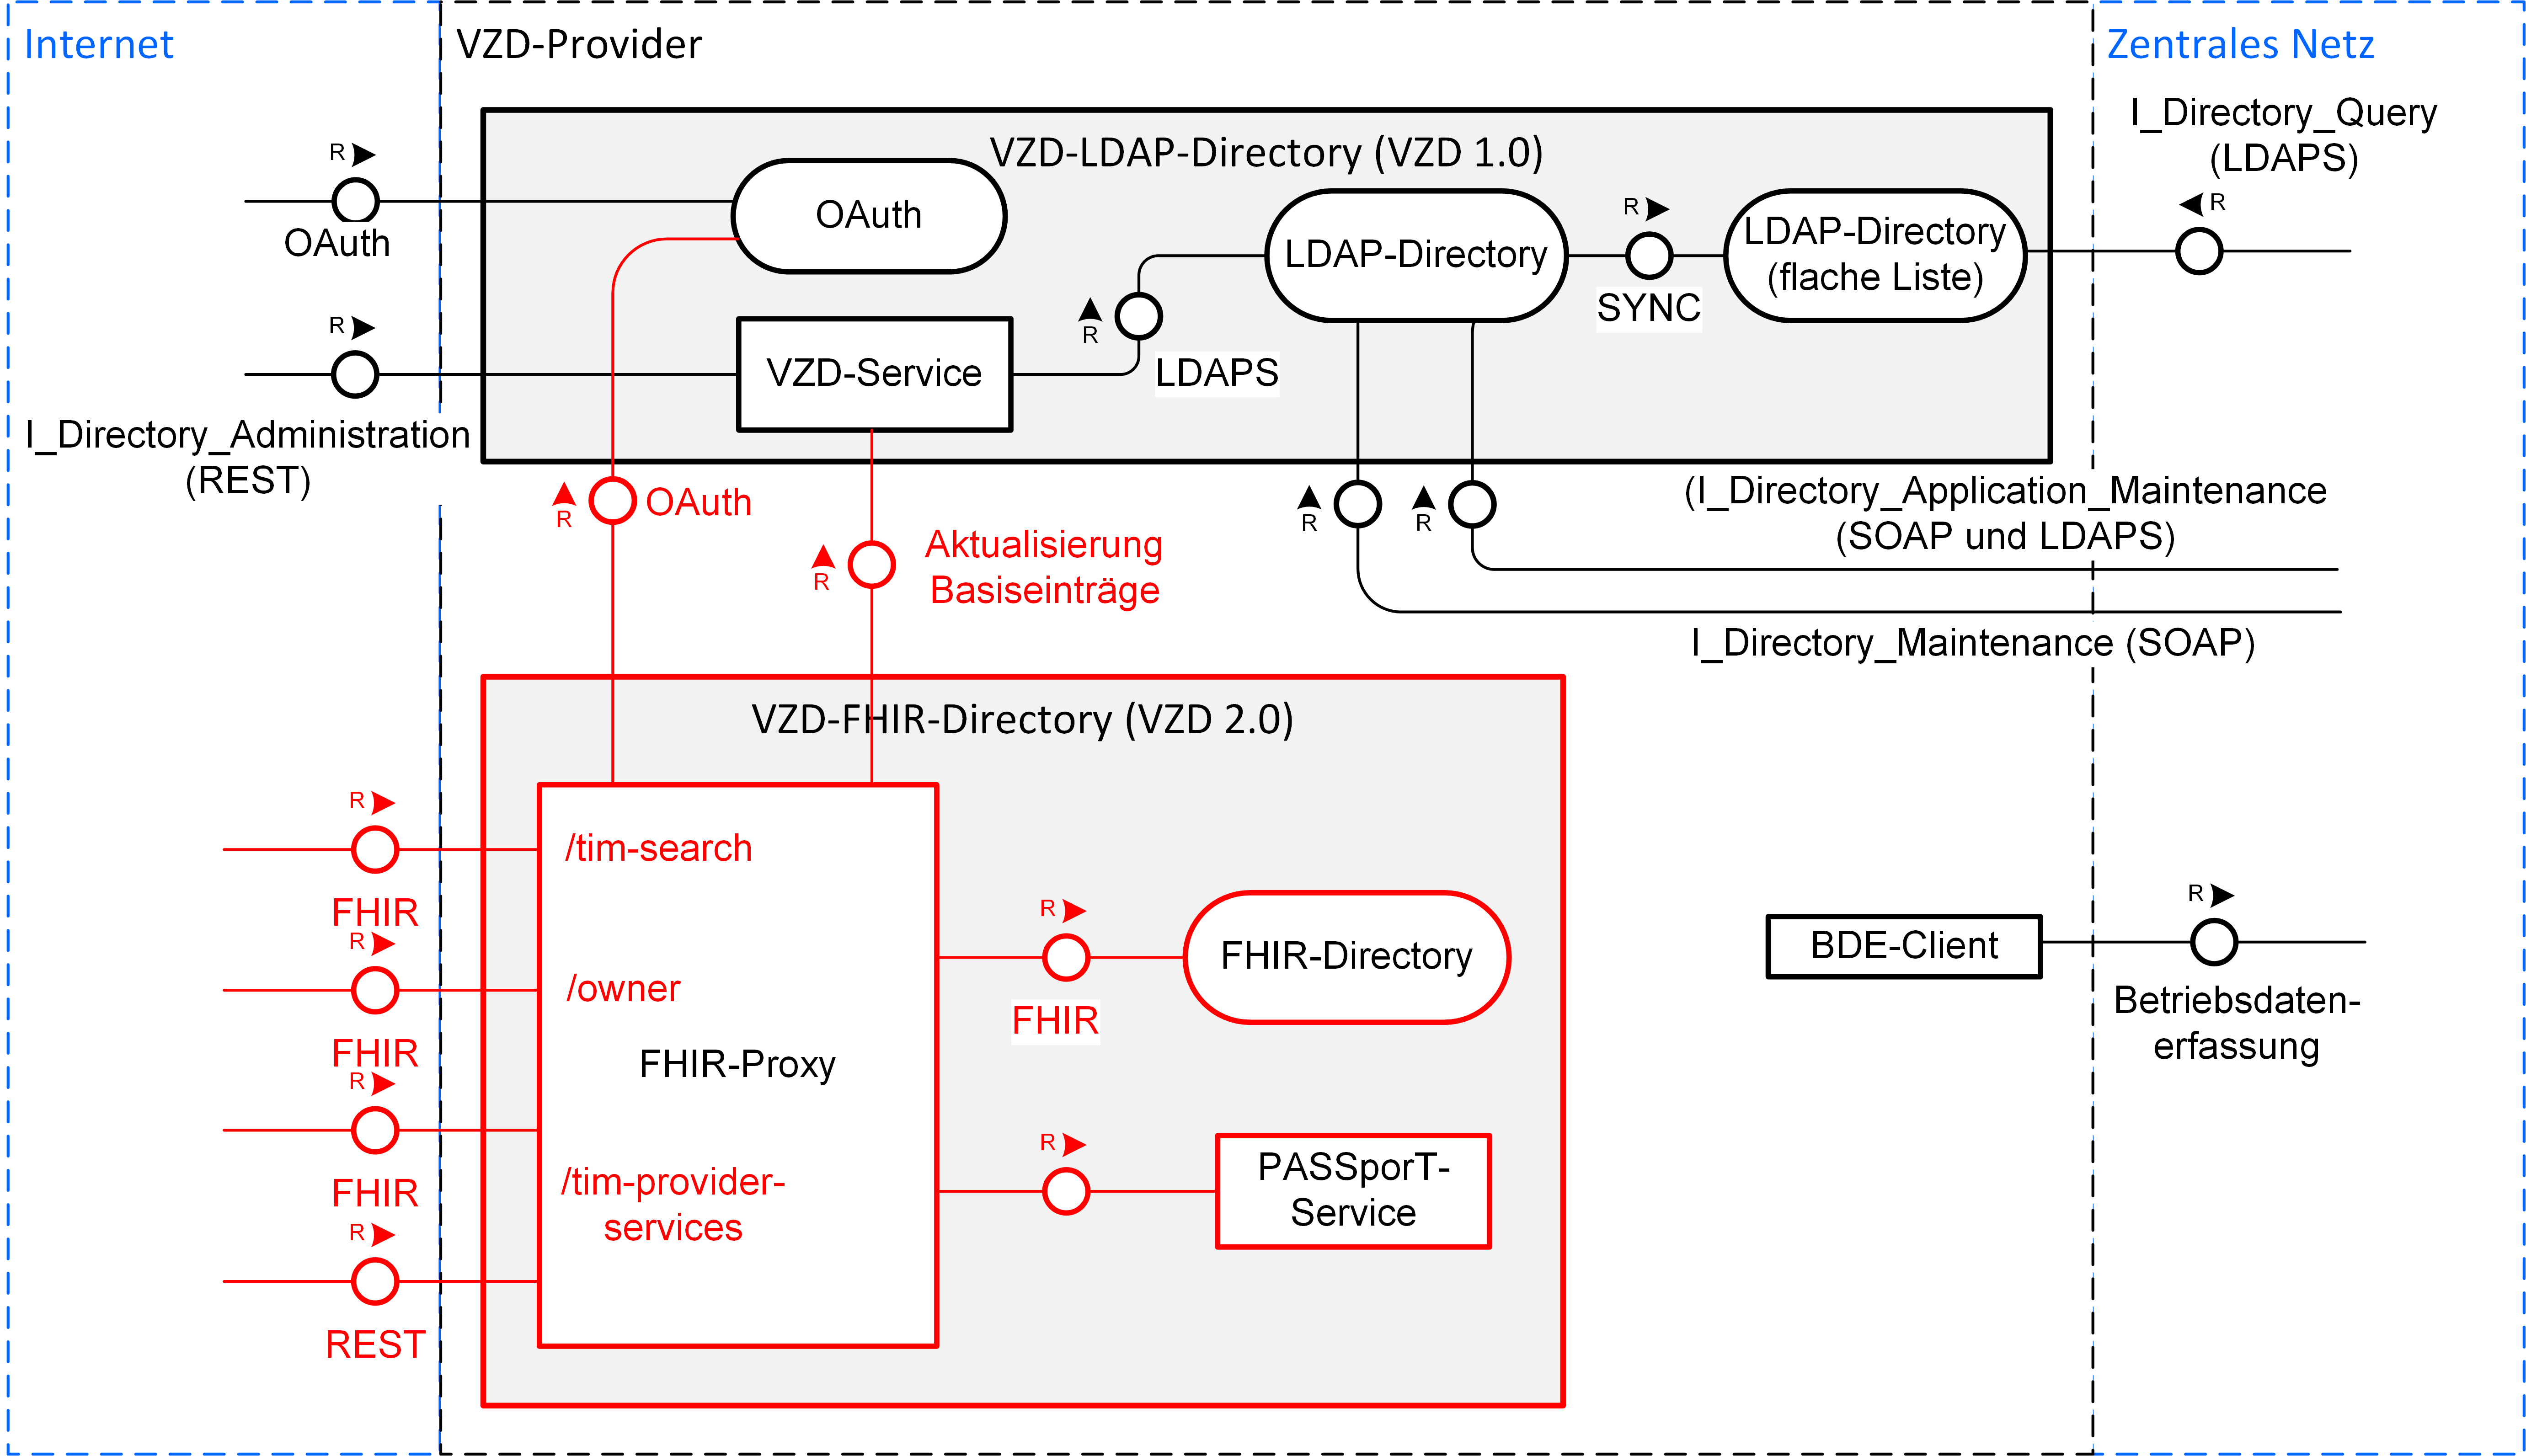 Internet
VZD-Provider
Zentrales Netz
VZD-LDAP-Directory (VZD 1.0)
R
OAuth
OAuth
R
I_Directory_Administration
(REST)
VZD-Service
R
LDAPS
LDAP-Directory
R
SYNC
LDAP-Directory
(flache Liste)
I_Directory_Query
(LDAPS)
R
R
OAuth
R
Aktualisierung
Basiseinträge
R
R
(I_Directory_Application_Maintenance
(SOAP und LDAPS)
I_Directory_Maintenance (SOAP)
VZD-FHIR-Directory (VZD 2.0)
R
FHIR
R
FHIR
R
FHIR
R
REST
/tim-search
/owner
FHIR-Proxy
/tim-provider-
services
R
FHIR
FHIR-Directory
R
PASSporT-
Service
BDE-Client
R
Betriebsdaten-
erfassung